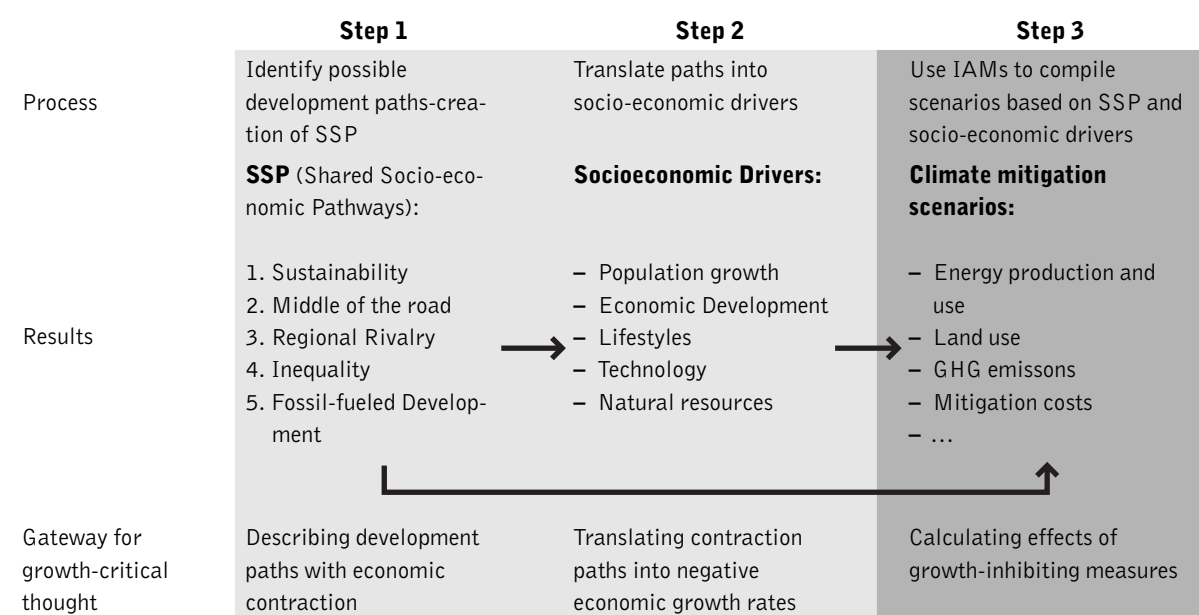 Step 1
Step 2
Step 3
Process
Identify possible
development paths-crea-
tion of SSP
Translate paths into
socio-economic drivers
Use IAMs to compile
scenarios based on SSP and
socio-economic drivers
Results
SSP (Shared Socio-eco-
nomic Pathways):
1. Sustainability
2. Middle of the road
3. Regional Rivalry
4. Inequality
5. Fossil-fueled Develop-
ment
Socioeconomic Drivers:
– Population growth
– Economic Development
– Lifestyles
– Technology
– Natural resources
Climate mitigation
scenarios:
– Energy production and
use
– Land use
– GHG emissons
– Mitigation costs
– ...
Gateway for
growth-critical
thought
Describing development
paths with economic
contraction
Translating contraction
paths into negative
economic growth rates
Calculating effects of
growth-inhibiting measures